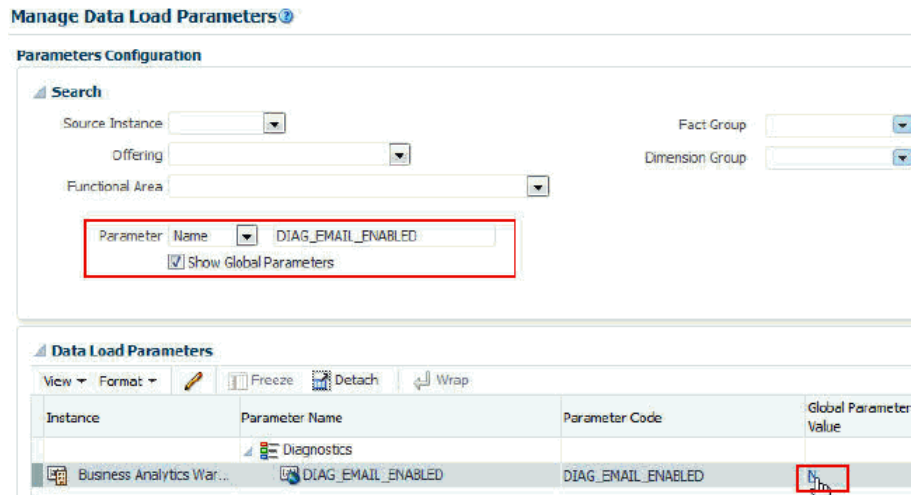 Manage Data Load Parameters
Parameters Configuration
Search
Source Instance
Fact Group
Offering
Dimension Group
Functional Area
Parameter Name DIAG_EMAIL_ENABLED
Show Global Parameters
Data Load Parameters
View Format Freeze Detach Wrap
Instance Parameter Name Parameter Code Global Parameter Value
Diagnostics
Business Analytics War... DIAG_EMAIL_ENABLED DIAG_EMAIL_ENABLED N